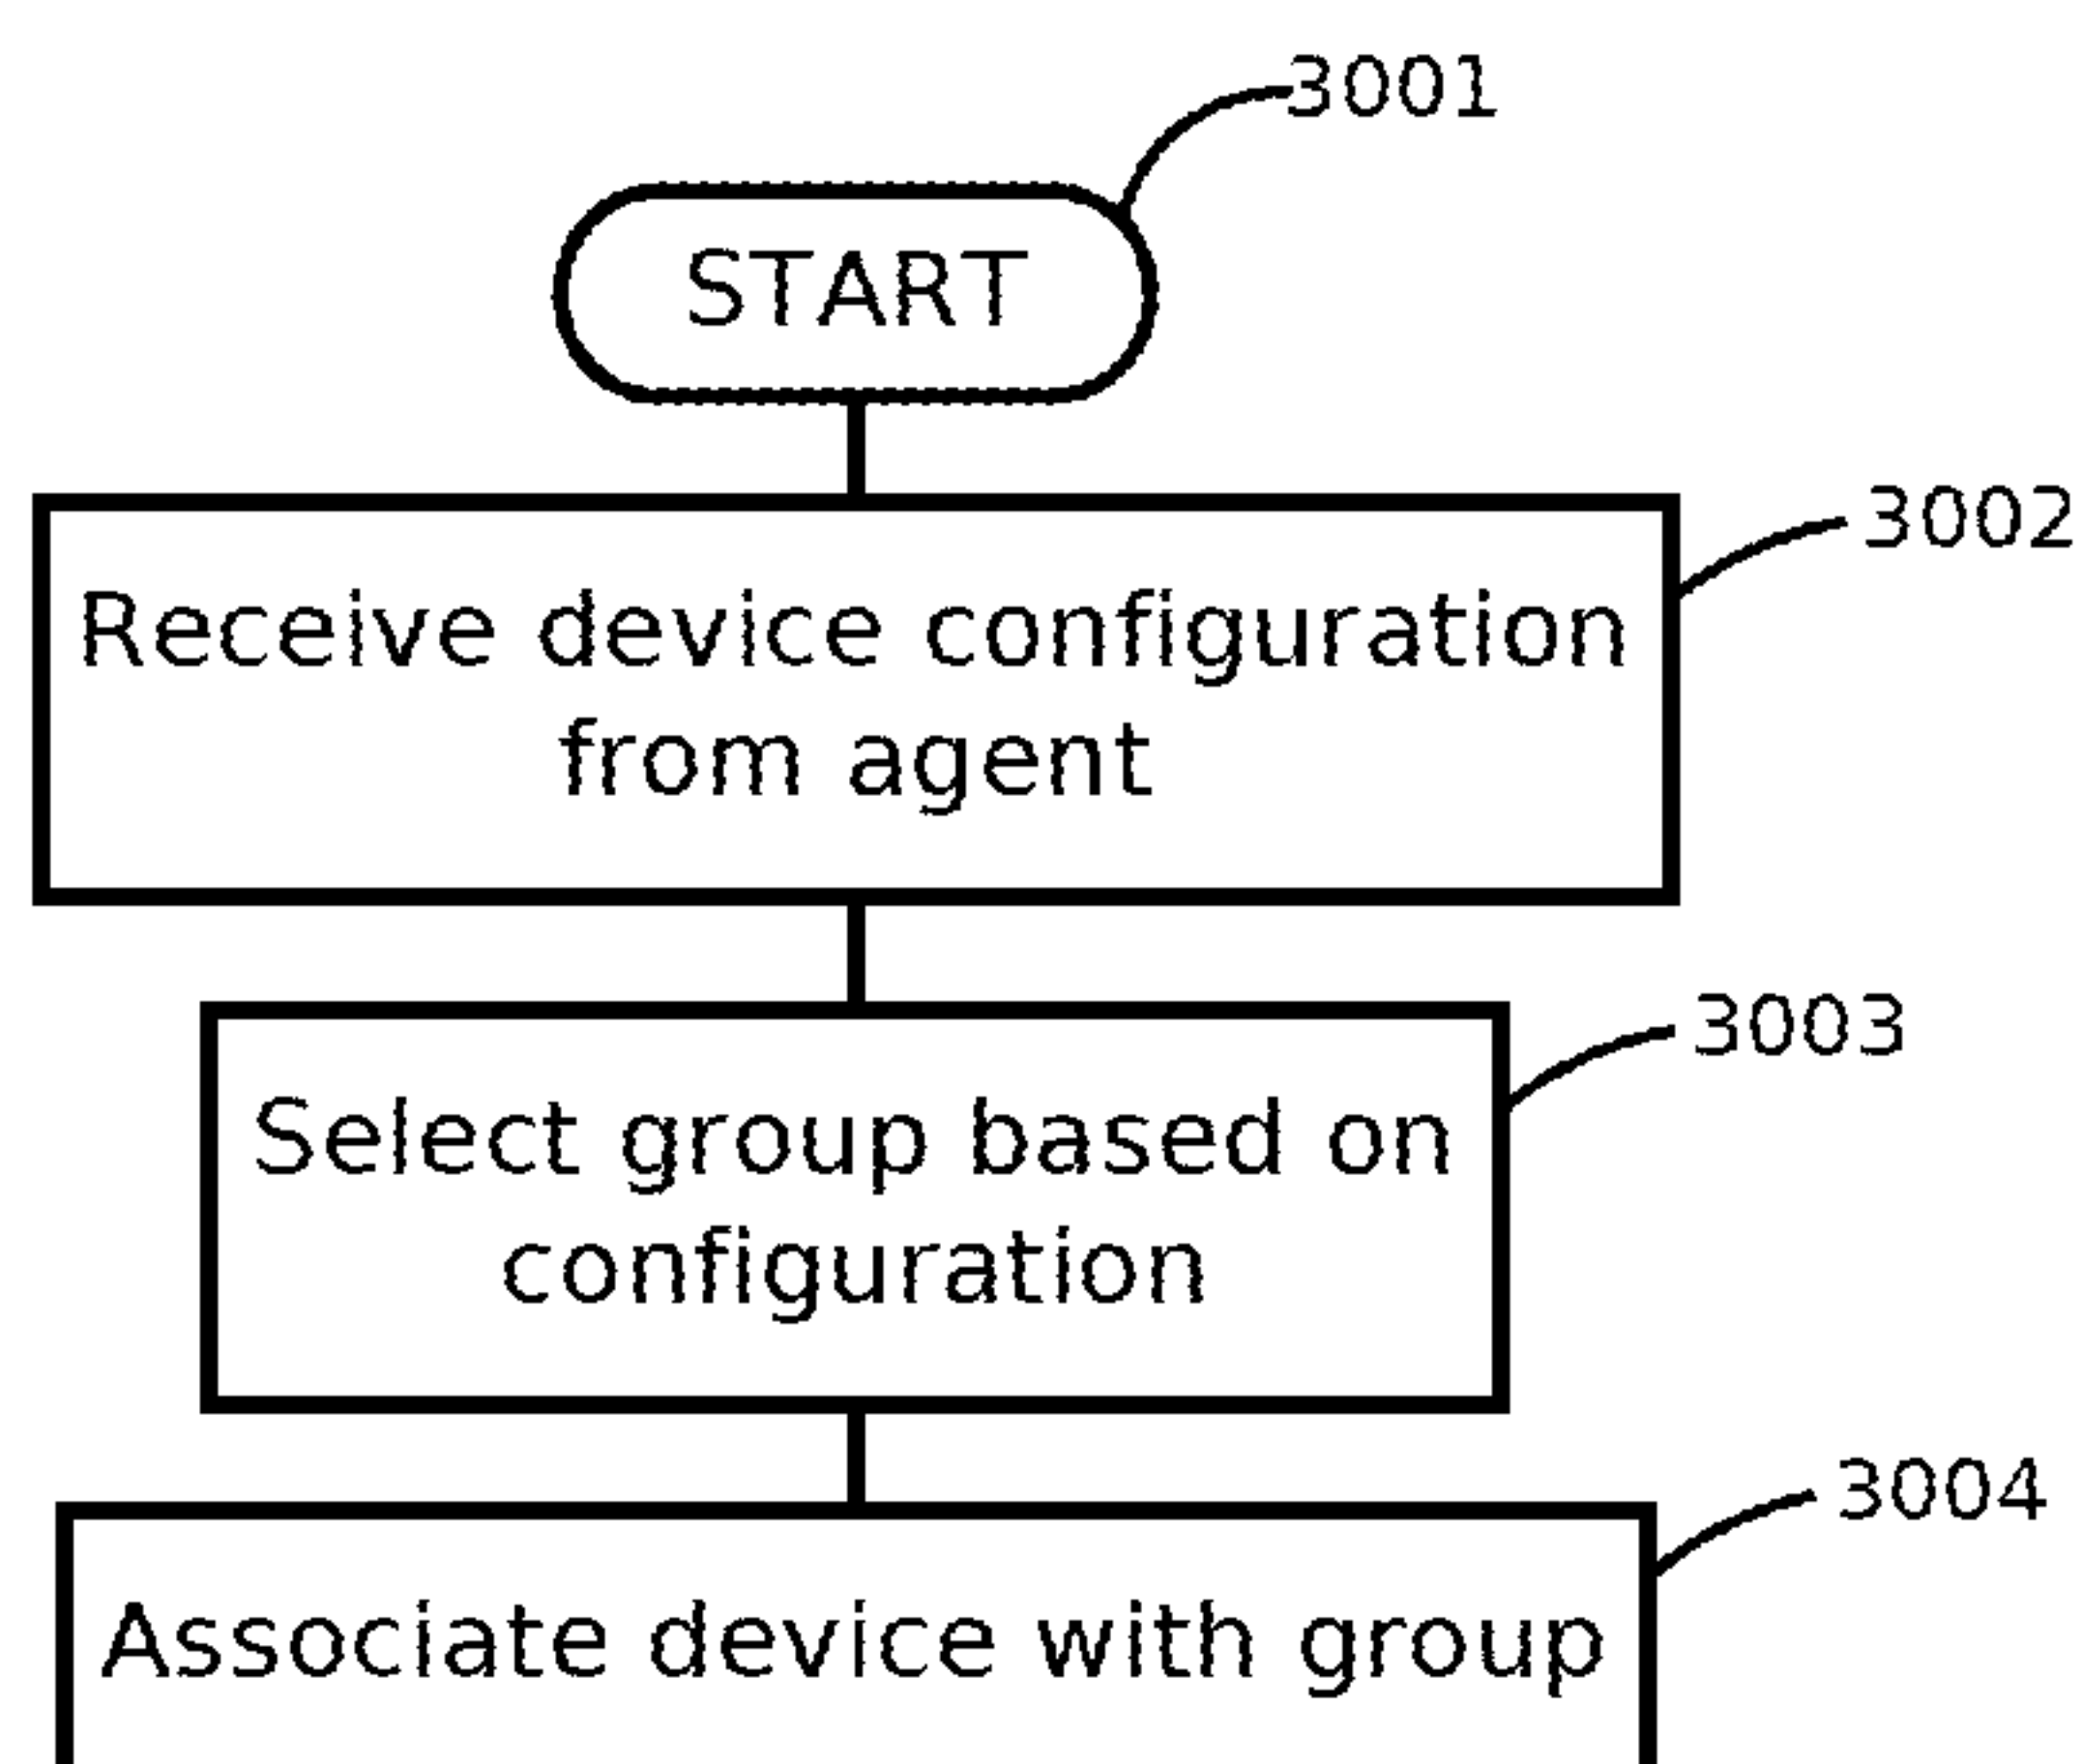 3001
START
3002
Receive device configuration
from agent
3003
Select group based on
configuration
3004
Associate device with group